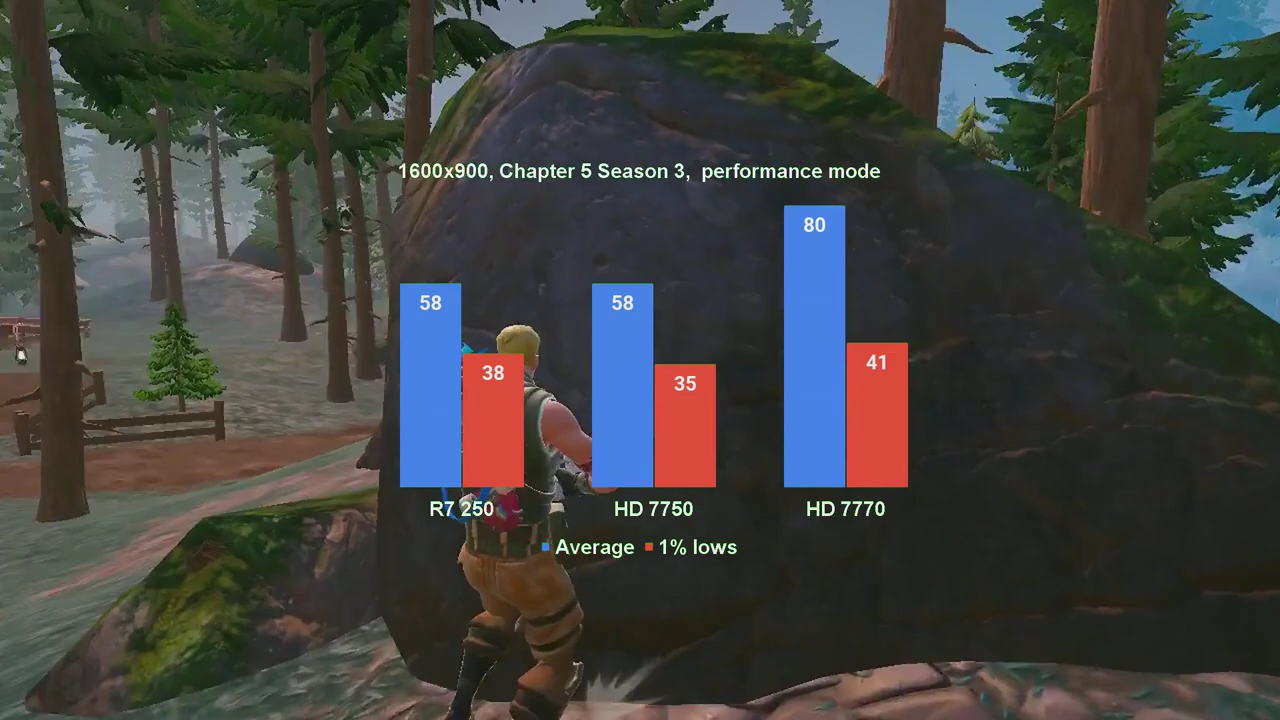 1600x900, Chapter 5 Season 3,  performance mode
80
58
58
38
35
41
R7 250
HD 7750
HD 7770
Average
1% lows